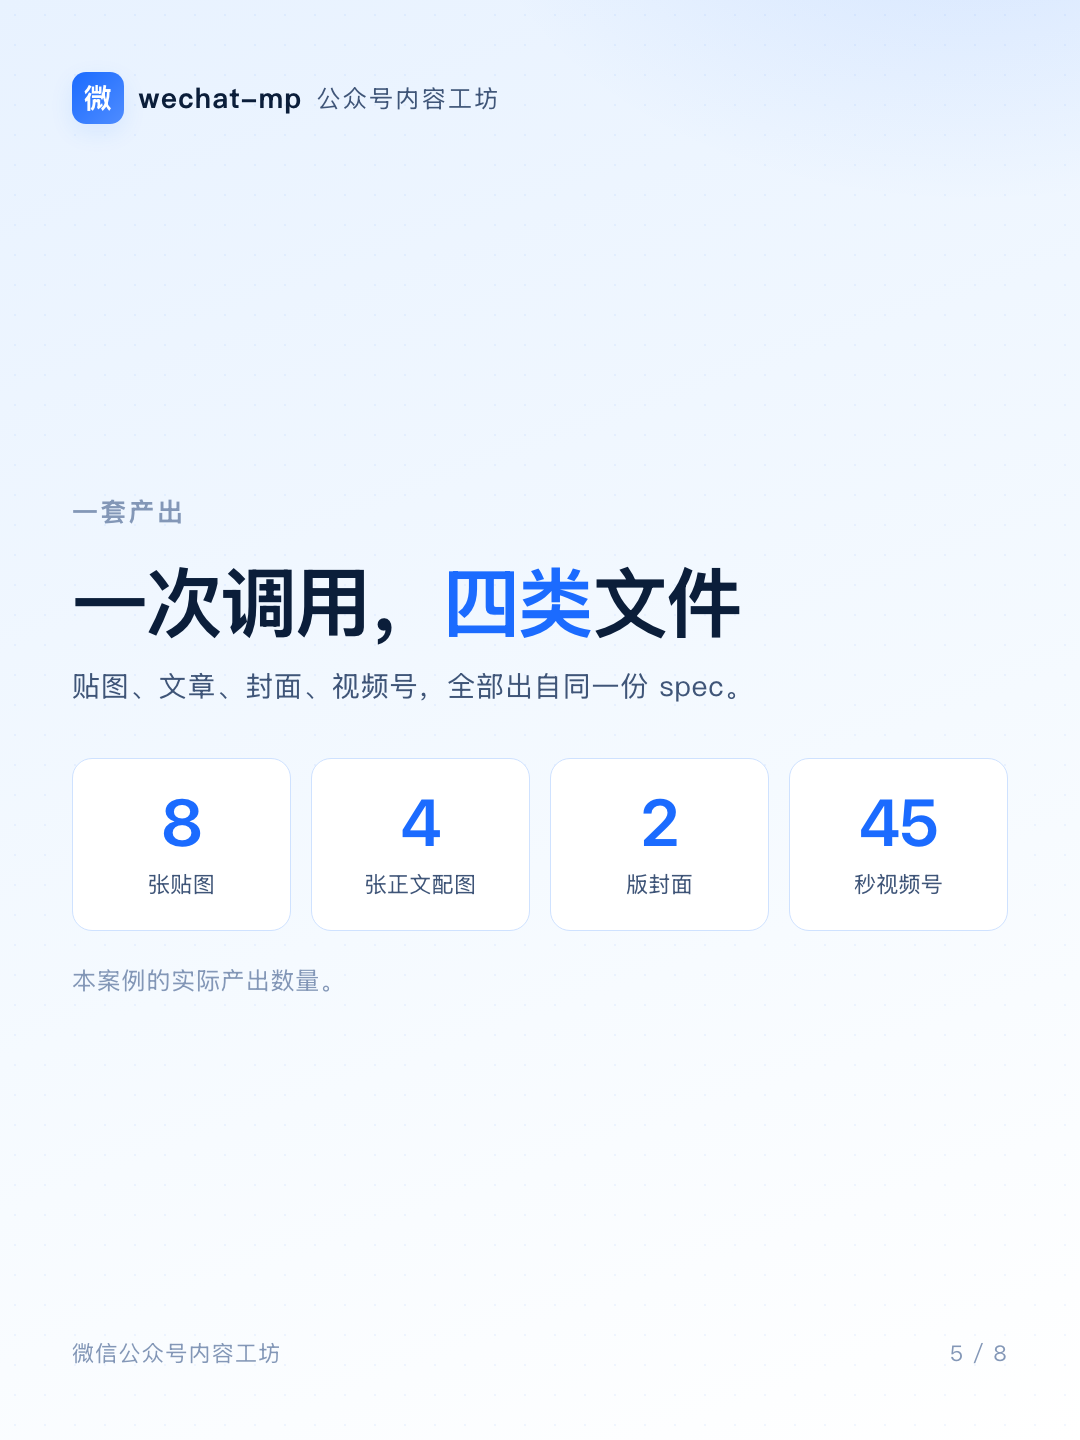 微 wechat-mp 公众号内容工坊
一套产出
一次调用，四类文件
贴图、文章、封面、视频号，全部出自同一份 spec。
8
张贴图
4
张正文配图
2
版封面
45
秒视频号
本案例的实际产出数量。
微信公众号内容工坊
5 / 8